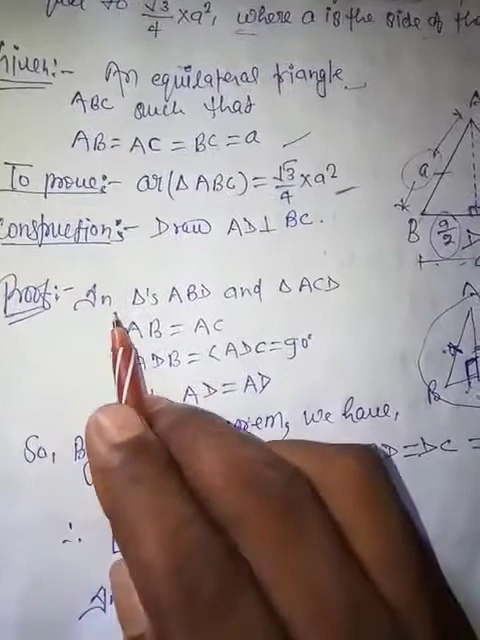 √3/4 × a², where a is the side of
Given:- An equilateral triangle
ABC such that
AB = AC = BC = a
To prove:- ar(Δ ABC) = √3/4 × a²
Construction:- Draw AD ⊥ BC.
Proof:- In Δ's ABD and Δ ACD
AB = AC
ADB = <ADC = 90°
AD = AD
we have,
So,
= DC =
∴
A
a
B
a/2
D
A
B